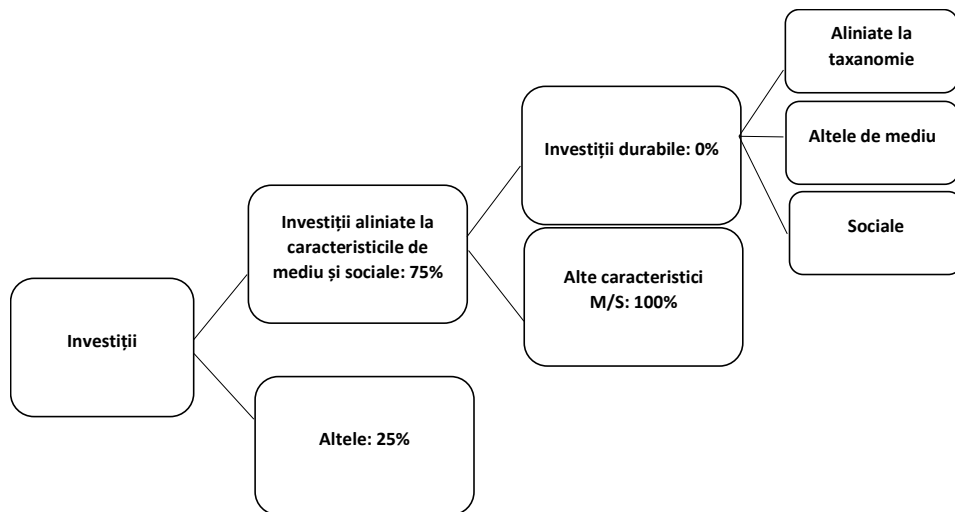 Investiții
Investiții aliniate la
caracteristicile de
mediu și sociale: 75%
Altele: 25%
Investiții durabile: 0%
Alte caracteristici
M/S: 100%
Aliniate la
taxanomie
Altele de mediu
Sociale